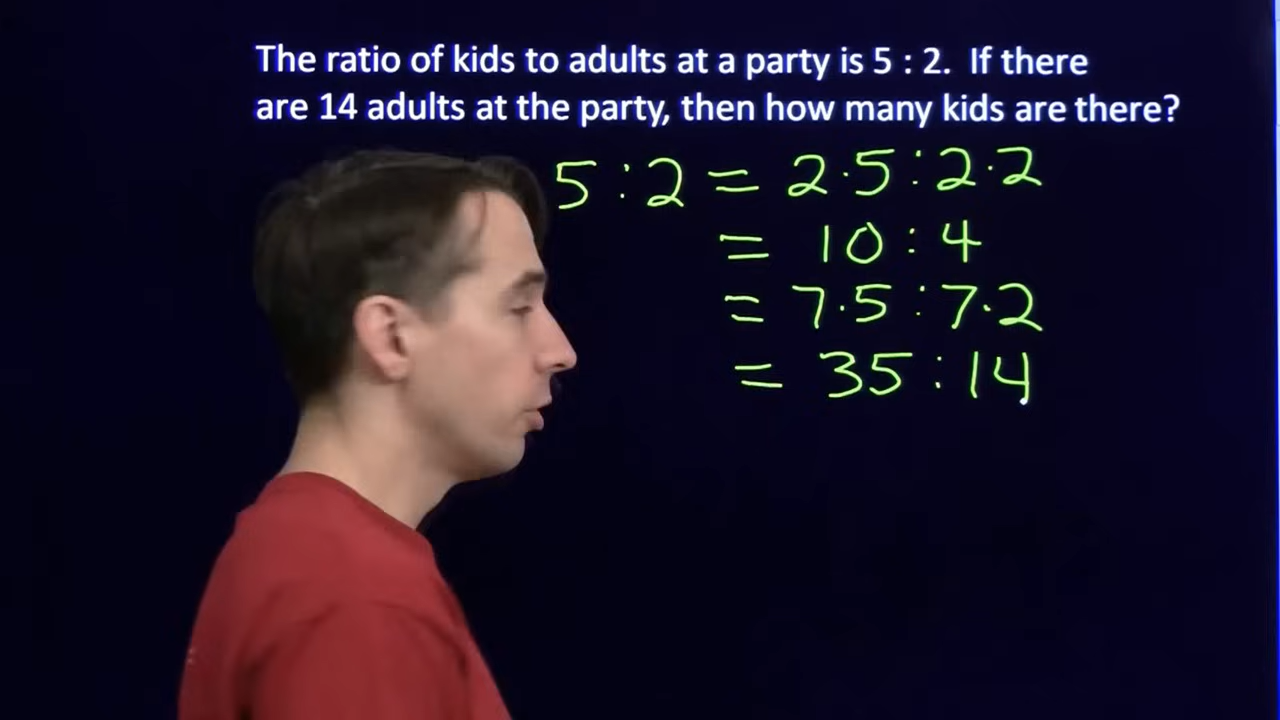 The ratio of kids to adults at a party is 5 : 2.  If there
are 14 adults at the party, then how many kids are there?
5 : 2 = 2·5 : 2·2
= 10 : 4
= 7·5 : 7·2
= 35 : 14